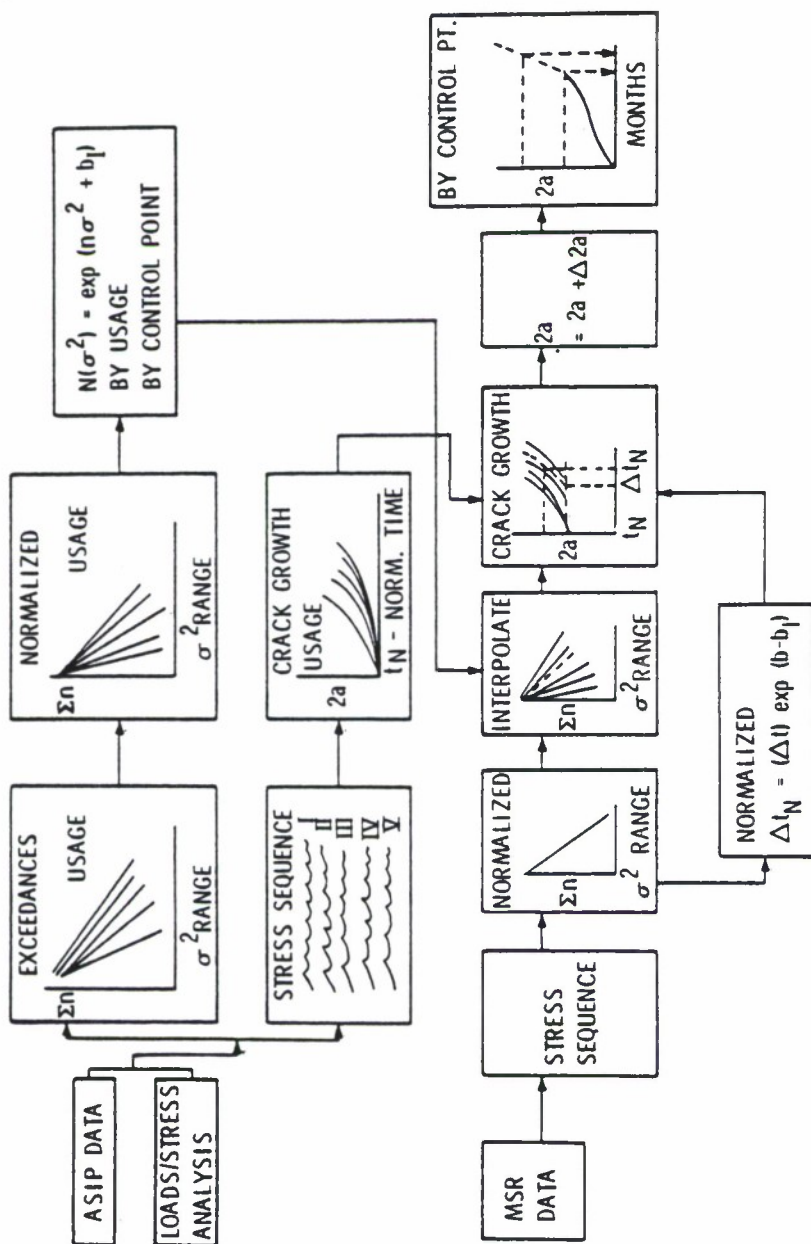 ASIP DATA
LOADS/STRESS
ANALYSIS
EXCEEDANCES
Σn
USAGE
σ² RANGE
NORMALIZED
Σn
USAGE
σ² RANGE
N(σ²) = exp (nσ² + b₁)
BY USAGE
BY CONTROL POINT
STRESS SEQUENCE
I
II
III
IV
V
CRACK GROWTH
USAGE
2a
t_N - NORM. TIME
MSR
DATA
STRESS
SEQUENCE
NORMALIZED
Σn
σ² RANGE
INTERPOLATE
Σn
σ² RANGE
CRACK GROWTH
2a
t_N Δt_N
2a
= 2a + Δ2a
BY CONTROL PT.
2a
MONTHS
NORMALIZED
Δt_N = (Δt) exp (b-b₁)